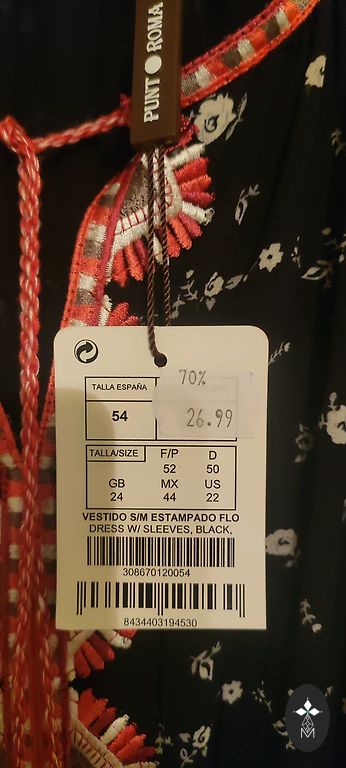 PUNT ROMA
70%
26.99
TALLA ESPAÑA
54
TALLA/SIZE F/P D
52 50
GB MX US
24 44 22
VESTIDO S/M ESTAMPADO FLO
DRESS W/ SLEEVES, BLACK,
308670120054
8434403194530
M